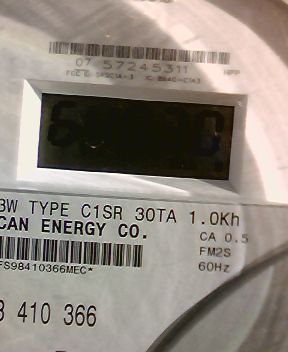 07 57245311
3W TYPE C1SR 30TA 1.0Kh
CAN ENERGY CO.
CA 0.5
FM2S
60Hz
FS98410366MEC*
8 410 366